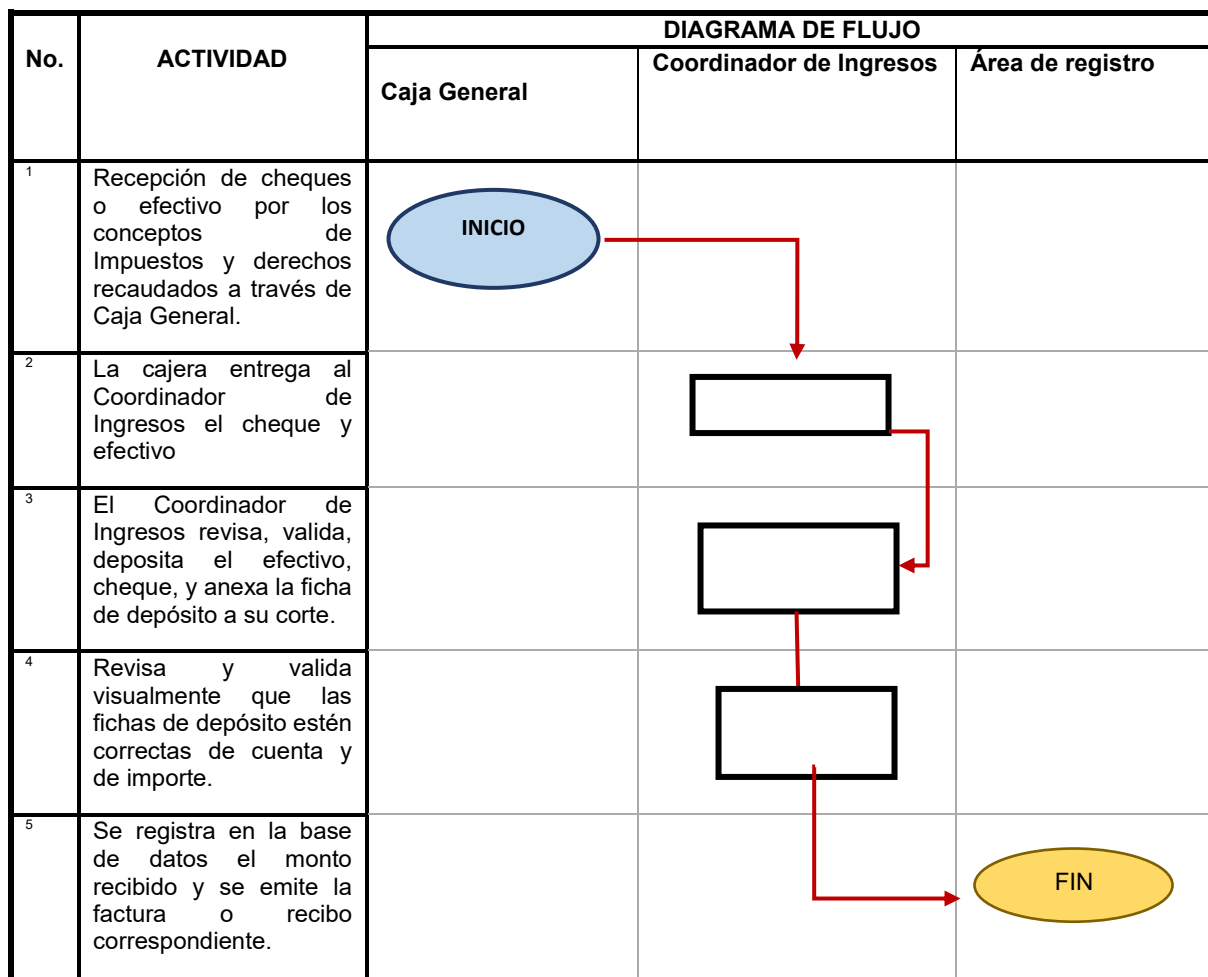 DIAGRAMA DE FLUJO
No.
ACTIVIDAD
Caja General
Coordinador de Ingresos
Área de registro
1
Recepción de cheques
o efectivo por los
conceptos de
Impuestos y derechos
recaudados a través de
Caja General.
INICIO
2
La cajera entrega al
Coordinador de
Ingresos el cheque y
efectivo
3
El Coordinador de
Ingresos revisa, valida,
deposita el efectivo,
cheque, y anexa la ficha
de depósito a su corte.
4
Revisa y valida
visualmente que las
fichas de depósito estén
correctas de cuenta y
de importe.
5
Se registra en la base
de datos el monto
recibido y se emite la
factura o recibo
correspondiente.
FIN